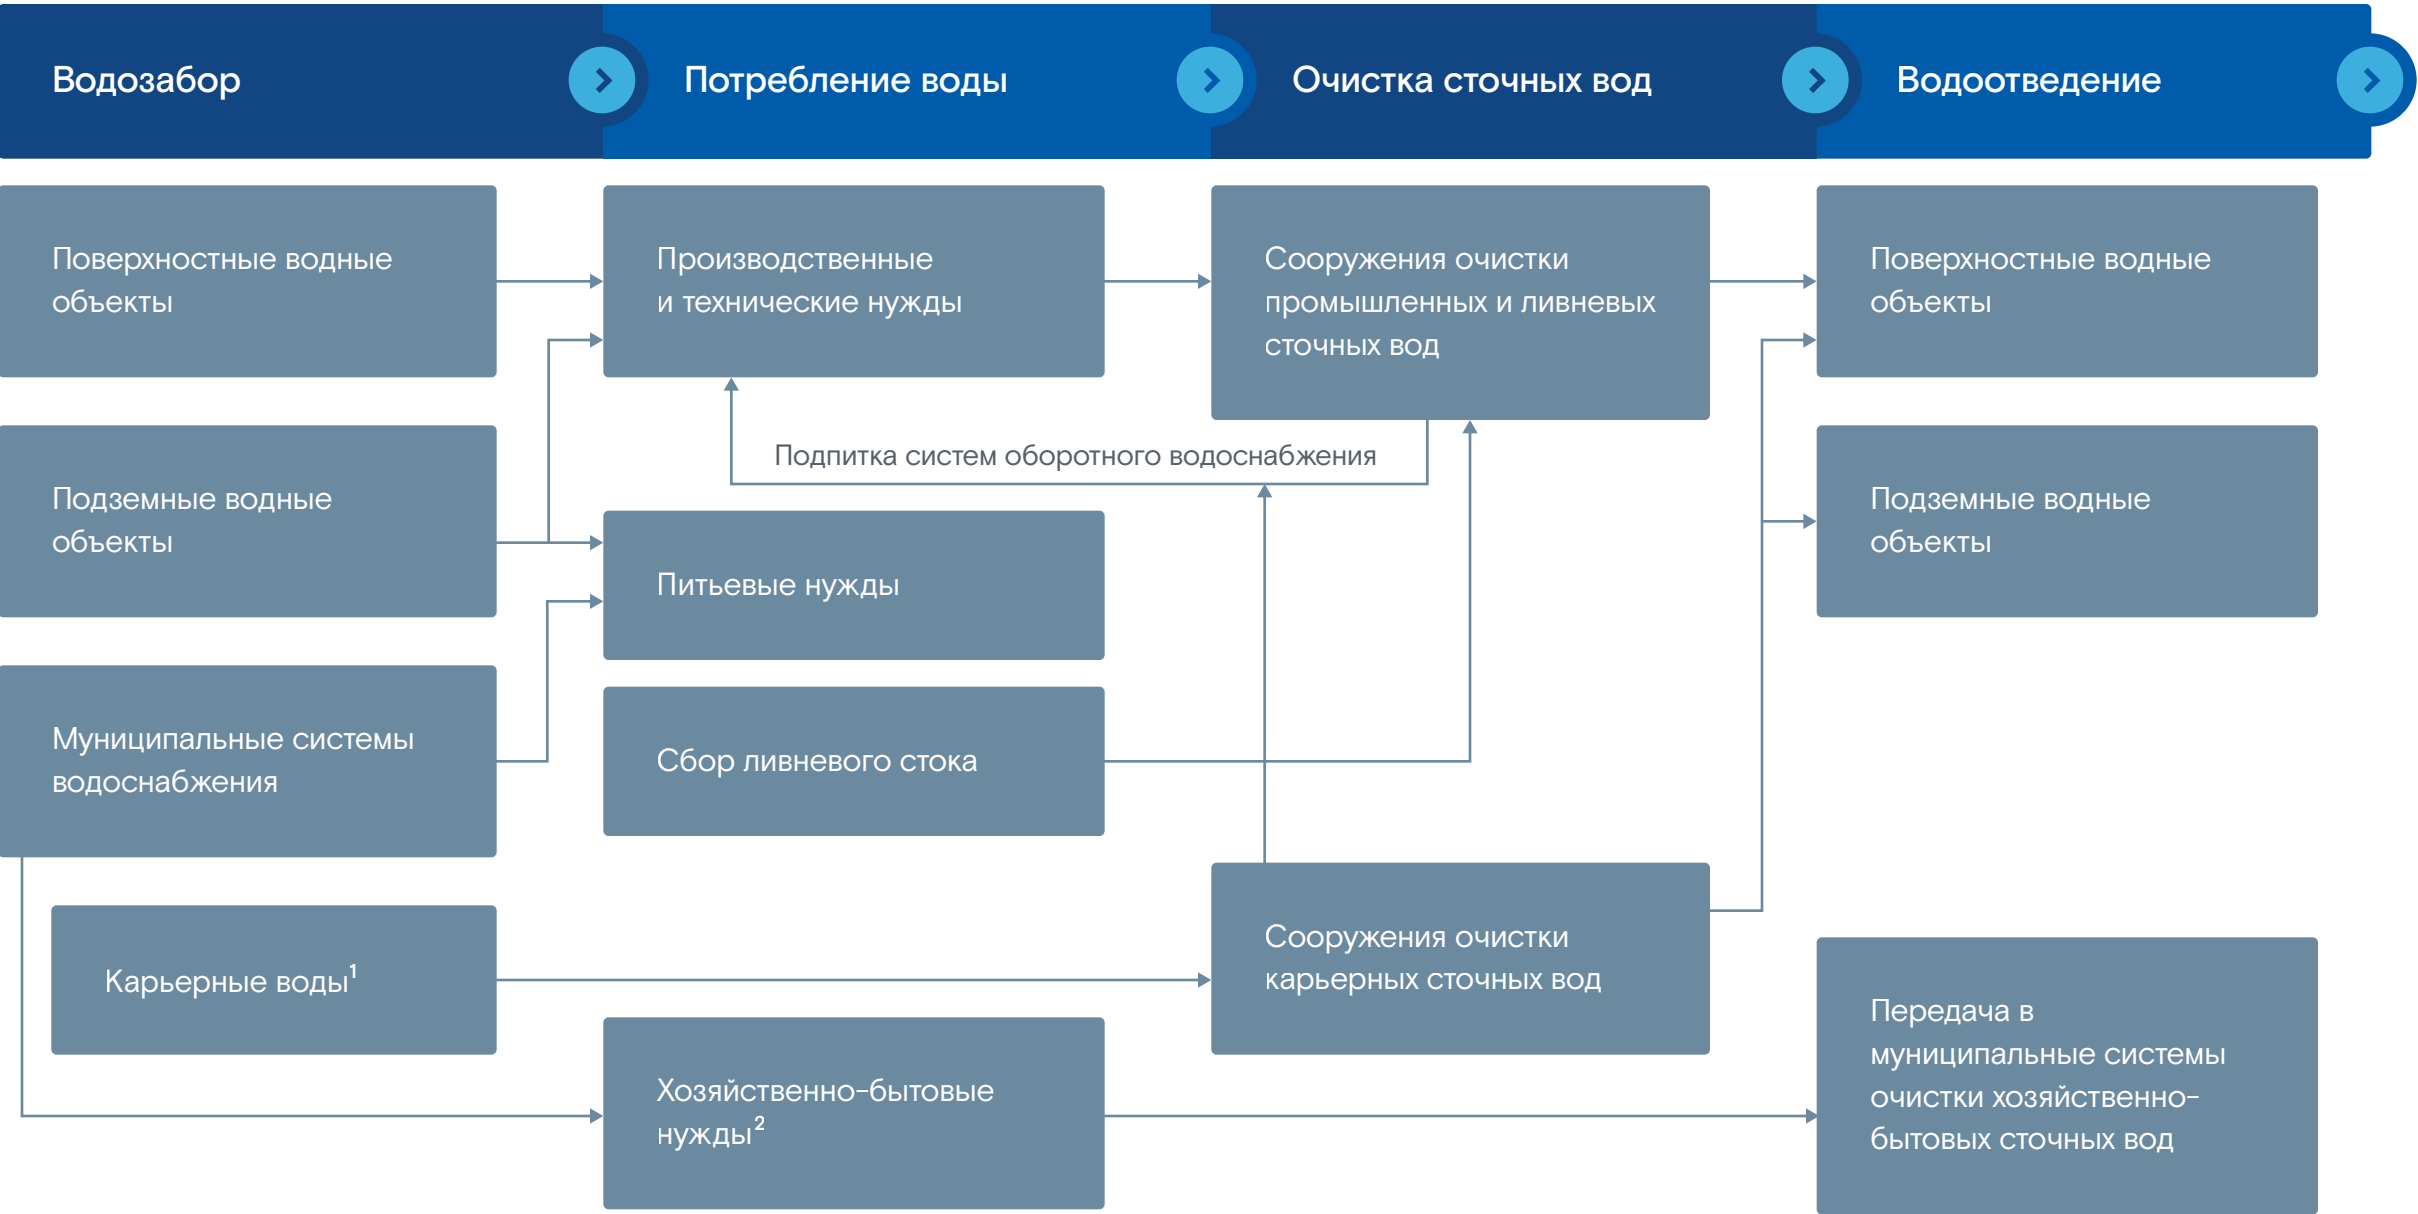 Водозабор
Потребление воды
Очистка сточных вод
Водоотведение
Поверхностные водные
объекты
Подземные водные
объекты
Муниципальные системы
водоснабжения
Карьерные воды¹
Производственные
и технические нужды
Подпитка систем оборотного водоснабжения
Питьевые нужды
Сбор ливневого стока
Хозяйственно-бытовые
нужды²
Сооружения очистки
промышленных и ливневых
сточных вод
Сооружения очистки
карьерных сточных вод
Поверхностные водные
объекты
Подземные водные
объекты
Передача в
муниципальные системы
очистки хозяйственно-
бытовых сточных вод